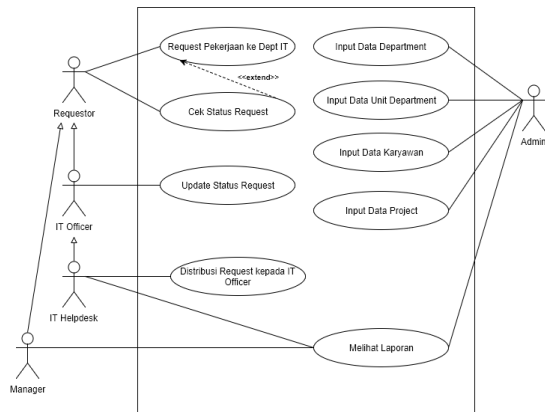 Request Pekerjaan ke Dept IT
Input Data Department
<<extend>>
Requestor
Cek Status Request
Input Data Unit Department
Admin
Input Data Karyawan
Update Status Request
Input Data Project
IT Officer
Distribusi Request kepada IT
Officer
IT Helpdesk
Melihat Laporan
Manager